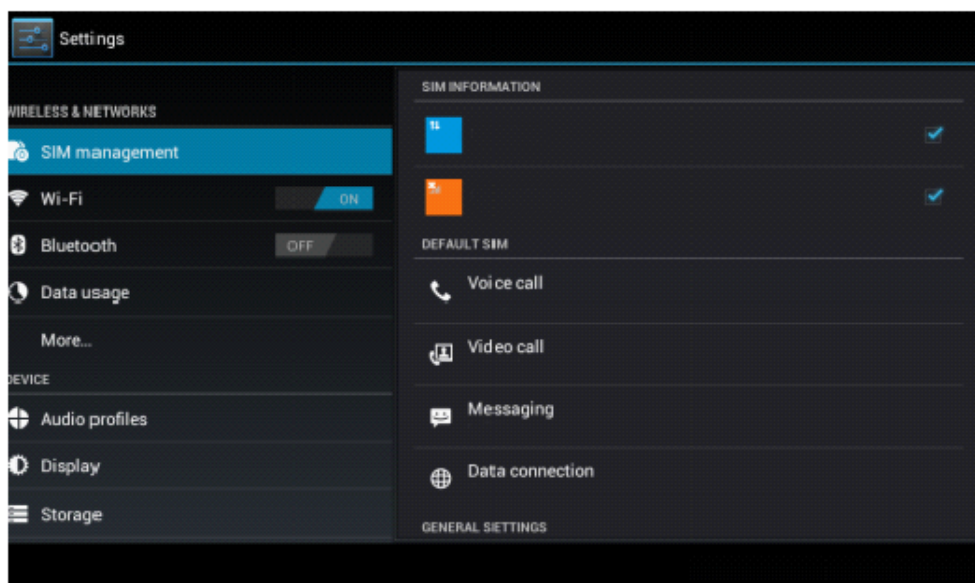 Settings
WIRELESS & NETWORKS
SIM management
Wi-Fi
ON
Bluetooth
OFF
Data usage
More...
DEVICE
Audio profiles
Display
Storage
SIM INFORMATION
DEFAULT SIM
Voice call
Video call
Messaging
Data connection
GENERAL SETTINGS